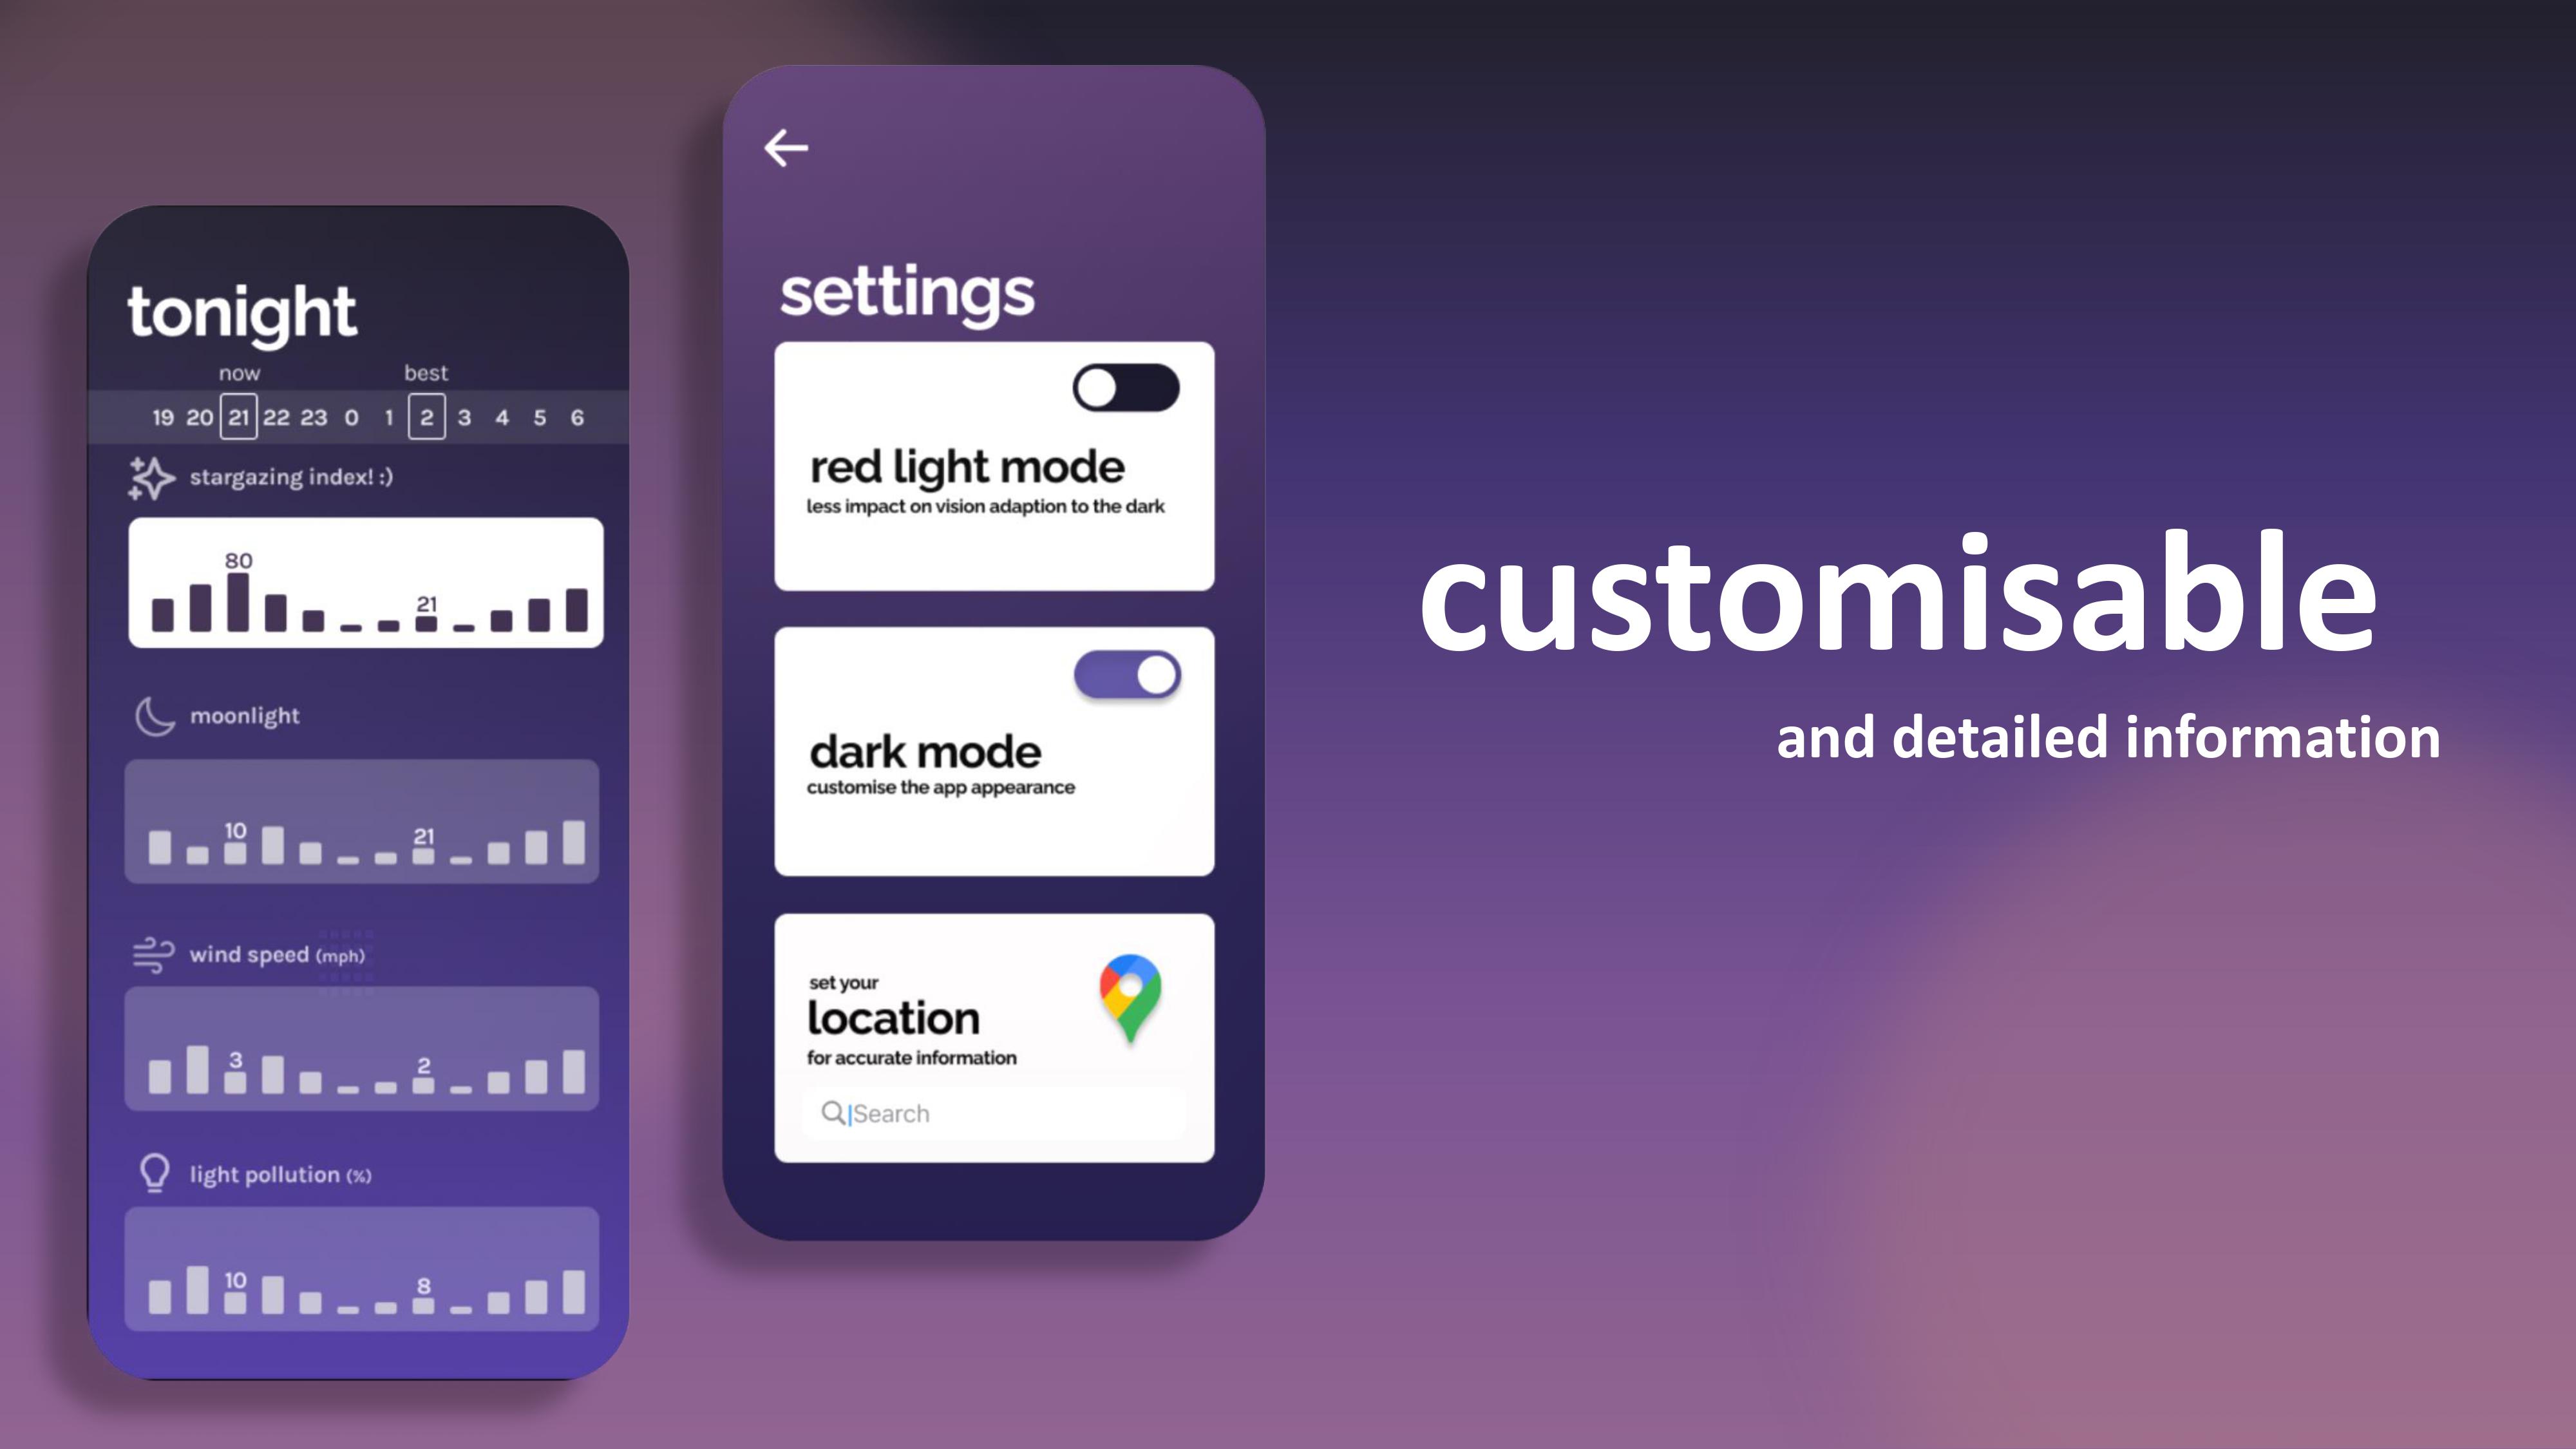 tonight
now best
19 20 21 22 23 0 1 2 3 4 5 6
stargazing index! :)
80 21
moonlight
10 21
wind speed (mph)
3 2
light pollution (%)
10 8
settings
red light mode
less impact on vision adaption to the dark
dark mode
customise the app appearance
set your
location
for accurate information
Search
customisable
and detailed information